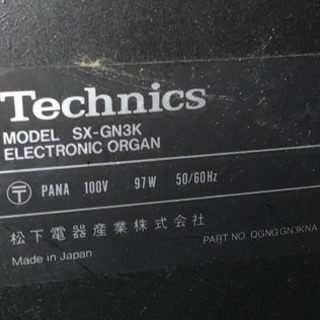 Technics
MODEL SX-GN3K
ELECTRONIC ORGAN
〒 PANA 100V 97W 50/60Hz
松下電器産業株式会社
PART NO. QGNG GN3KNA
Made in Japan